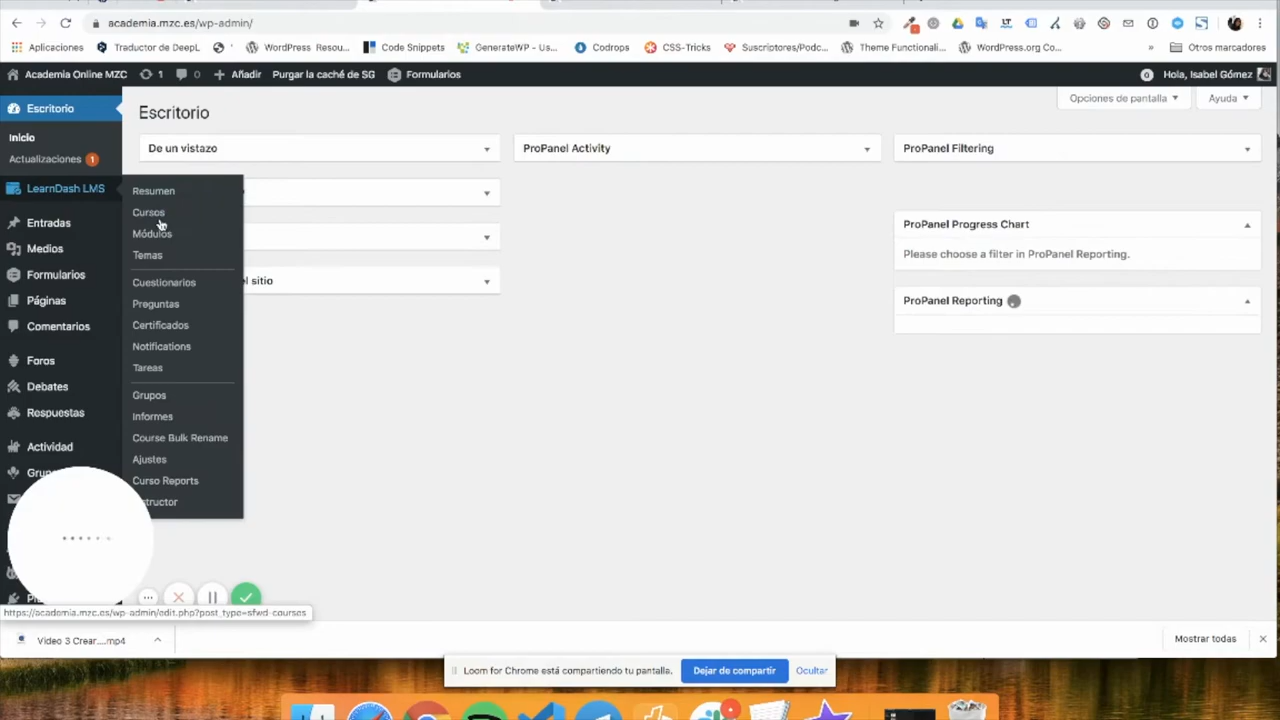 academia.mzc.es/wp-admin/
Aplicaciones
Traductor de DeepL
WordPress Resou...
Code Snippets
GenerateWP - Us...
Codrops
CSS-Tricks
Suscriptores/Podc...
Theme Functionali...
WordPress.org Co...
»
Otros marcadores
Academia Online MZC
1
0
Añadir
Purgar la caché de SG
Formularios
0
Hola, Isabel Gómez
Escritorio
Inicio
Actualizaciones 1
LearnDash LMS
Entradas
Medios
Formularios
Páginas
Comentarios
Foros
Debates
Respuestas
Actividad
Resumen
Cursos
Módulos
Temas
Cuestionarios
Preguntas
Certificados
Notifications
Tareas
Grupos
Informes
Course Bulk Rename
Ajustes
Curso Reports
Escritorio
Opciones de pantalla
Ayuda
De un vistazo
ProPanel Activity
ProPanel Filtering
el sitio
ProPanel Progress Chart
Please choose a filter in ProPanel Reporting.
ProPanel Reporting
https://academia.mzc.es/wp-admin/edit.php?post_type=sfwd-courses
Video 3 Crear....mp4
Mostrar todas
Loom for Chrome está compartiendo tu pantalla.
Dejar de compartir
Ocultar